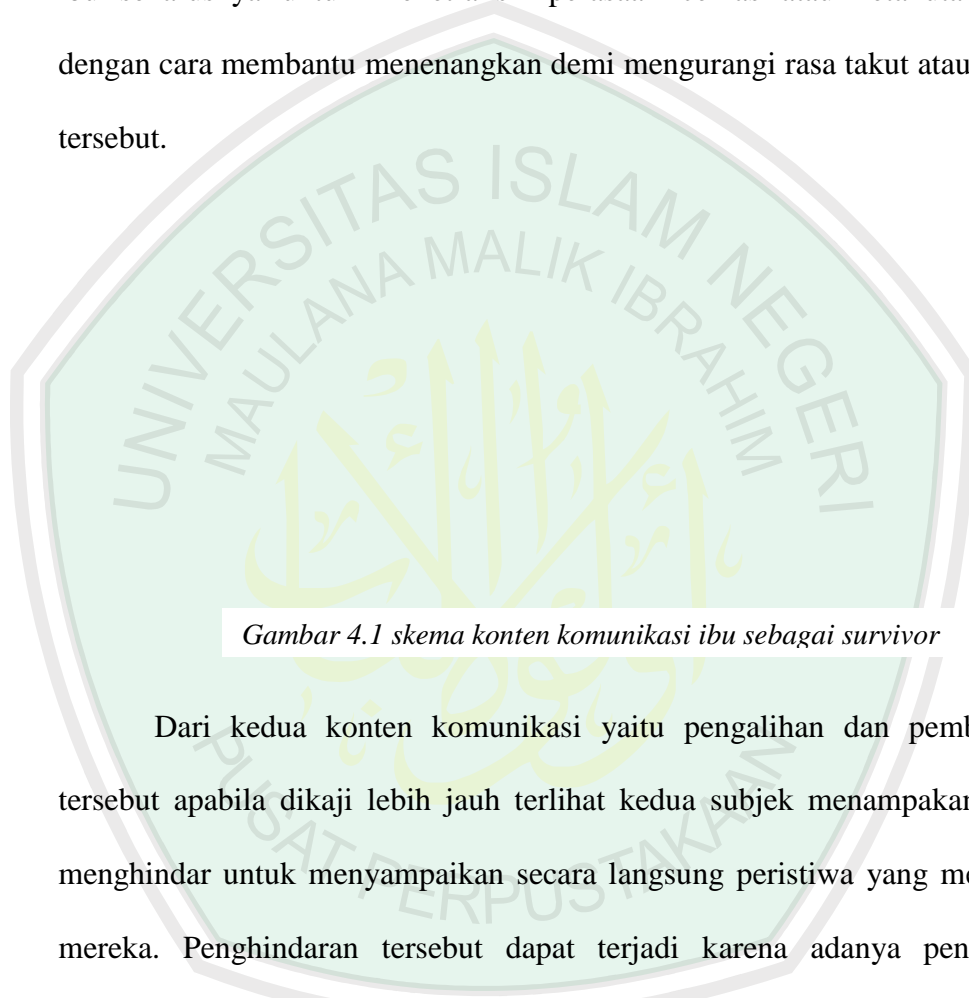 dengan cara membantu menenangkan demi mengurangi rasa takut atau
tersebut.
UNIVERSITAS ISLAM NEGERI
MAULANA MALIK IBRAHIM
Gambar 4.1 skema konten komunikasi ibu sebagai survivor
Dari kedua konten komunikasi yaitu pengalihan dan pemb
tersebut apabila dikaji lebih jauh terlihat kedua subjek menampakan
menghindar untuk menyampaikan secara langsung peristiwa yang me
mereka. Penghindaran tersebut dapat terjadi karena adanya pen
PUSAT PERPUSTAKAAN